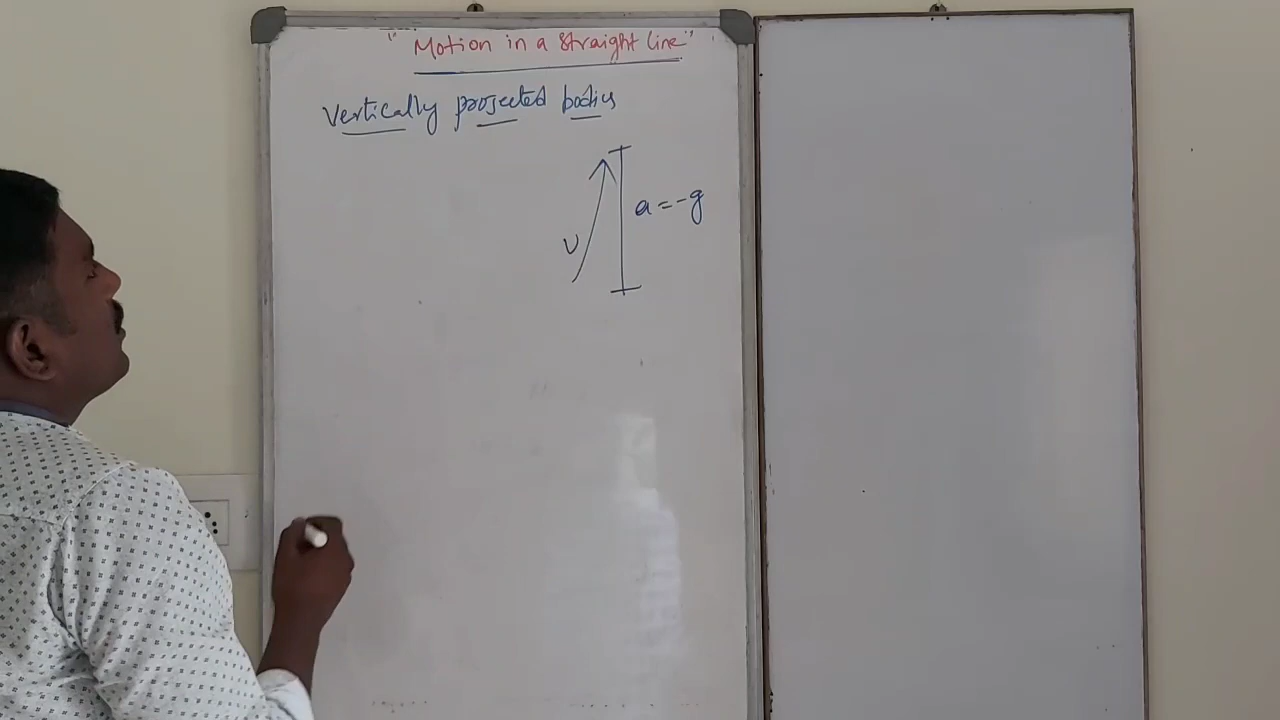 "Motion in a Straight line"
Vertically projected bodies
a = -g
υ